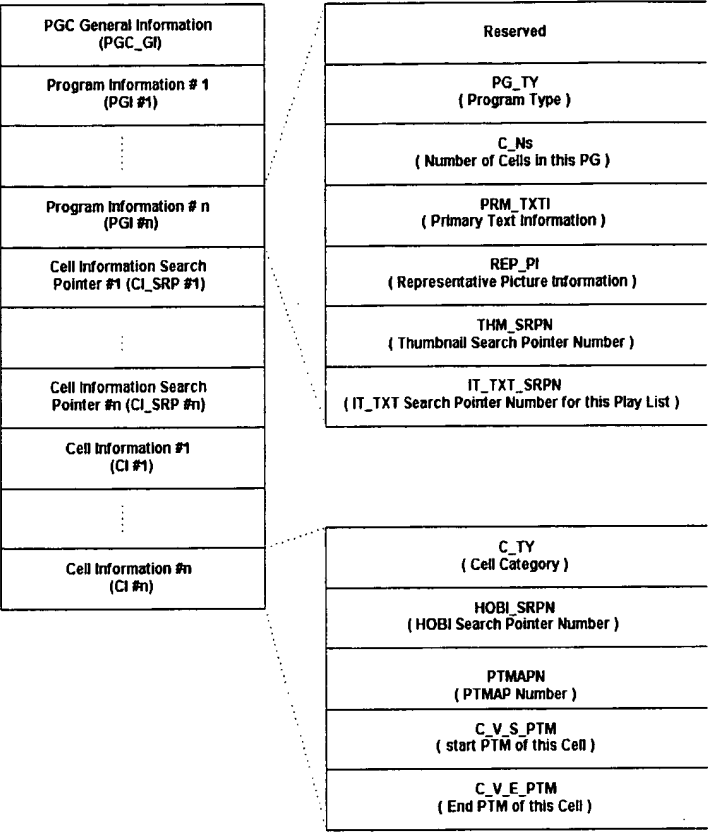 PGC General Information
(PGC_GI)
Program Information # 1
(PGI #1)
Program Information # n
(PGI #n)
Cell Information Search
Pointer #1 (CI_SRP #1)
Cell Information Search
Pointer #n (CI_SRP #n)
Cell Information #1
(CI #1)
Cell Information #n
(CI #n)
Reserved
PG_TY
( Program Type )
C_Ns
( Number of Cells in this PG )
PRM_TXTI
( Primary Text Information )
REP_PI
( Representative Picture Information )
THM_SRPN
( Thumbnail Search Pointer Number )
IT_TXT_SRPN
( IT_TXT Search Pointer Number for this Play List )
C_TY
( Cell Category )
HOBI_SRPN
( HOBI Search Pointer Number )
PTMAPN
( PTMAP Number )
C_V_S_PTM
( start PTM of this Cell )
C_V_E_PTM
( End PTM of this Cell )